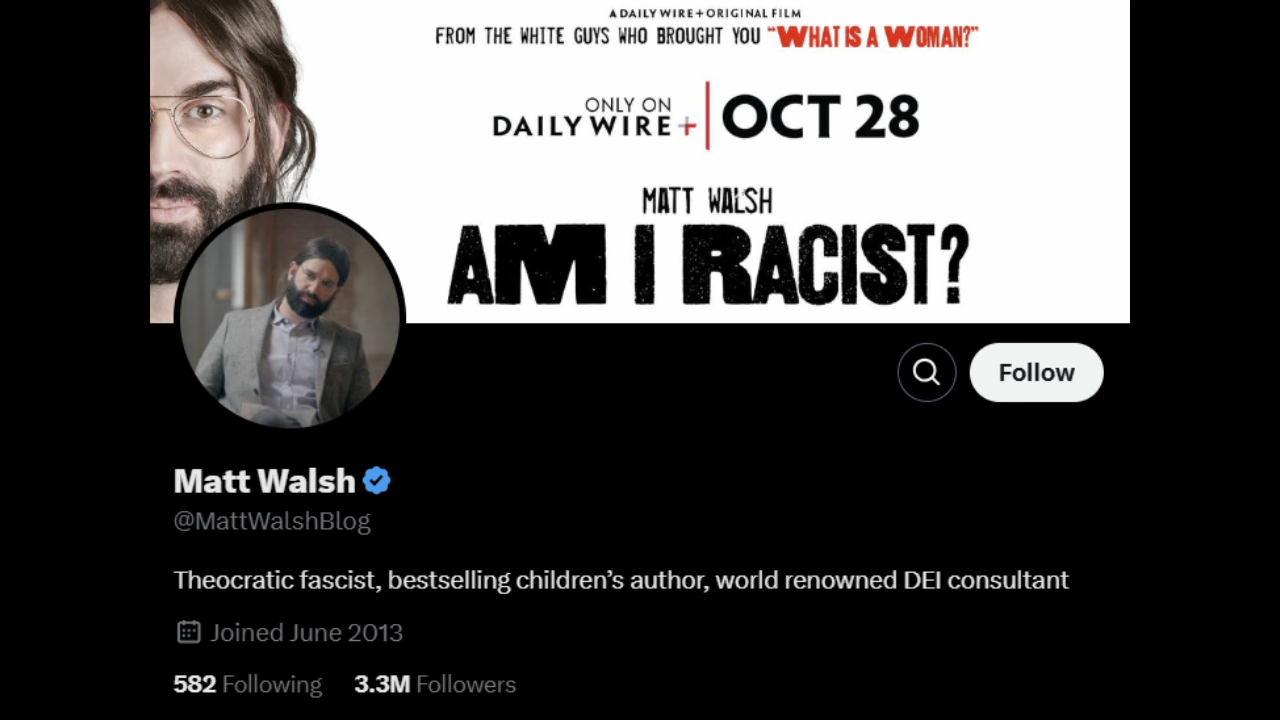 A DAILY WIRE+ ORIGINAL FILM
FROM THE WHITE GUYS WHO BROUGHT YOU "WHAT IS A WOMAN?"
ONLY ON
DAILY WIRE + OCT 28
MATT WALSH
AM I RACIST?
Follow
Matt Walsh
@MattWalshBlog
Theocratic fascist, bestselling children’s author, world renowned DEI consultant
Joined June 2013
582 Following 3.3M Followers